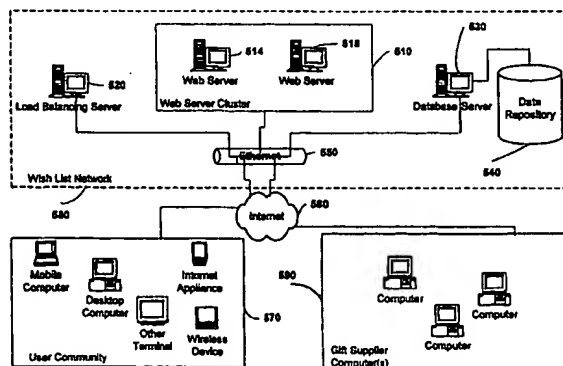 514
518
510
530
520
Web Server
Web Server
Load Balancing Server
Web Server Cluster
Database Server
Data
Repository
Ethernet
550
540
Wish List Network
580
Internet
560
Mobile
Computer
Desktop
Computer
Internet
Appliance
Other
Terminal
Wireless
Device
User Community
570
590
Computer
Computer
Computer
Gift Supplier
Computer(s)